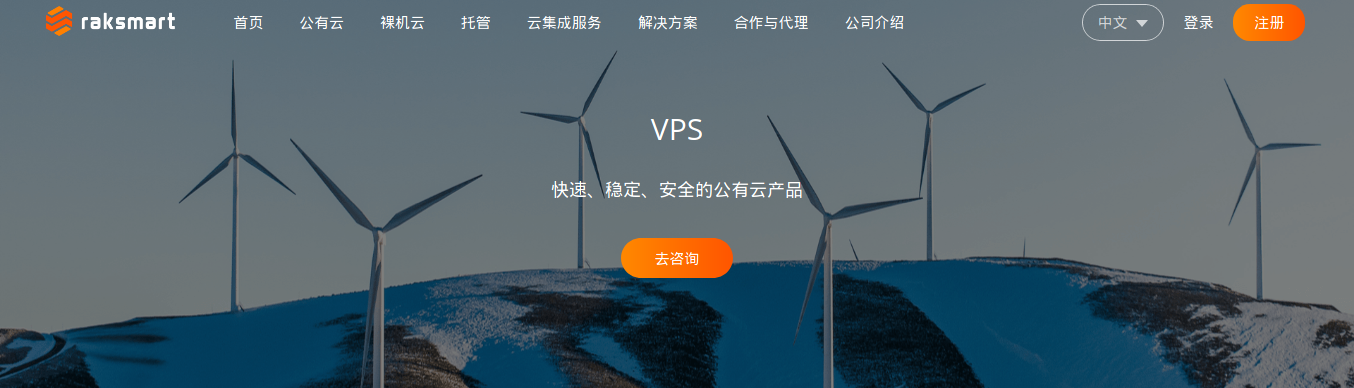 raksmart 首页 公有云 裸机云 托管 云集成服务 解决方案 合作与代理 公司介绍 中文 登录 注册
VPS
快速、稳定、安全的公有云产品
去咨询